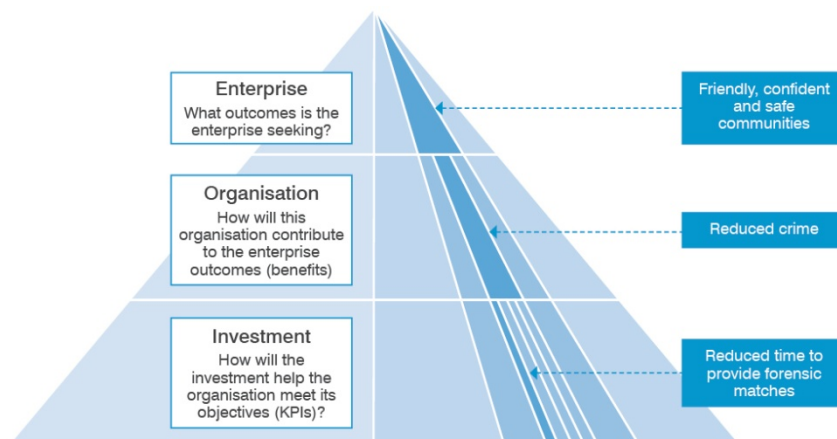 Enterprise
What outcomes is the
enterprise seeking?
Friendly, confident
and safe
communities
Organisation
How will this
organisation contribute
to the enterprise
outcomes (benefits)
Reduced crime
Investment
How will the
investment help the
organisation meet its
objectives (KPIs)?
Reduced time to
provide forensic
matches